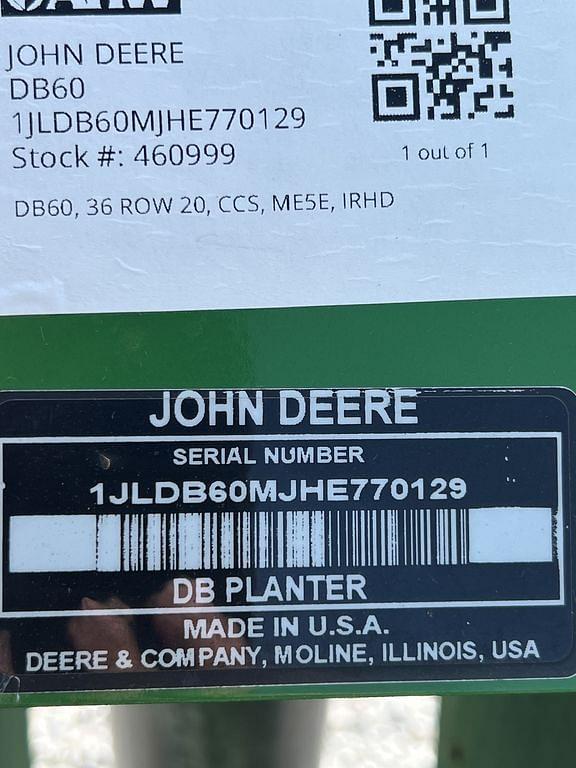 JOHN DEERE
DB60
1JLDB60MJHE770129
Stock #: 460999
1 out of 1
DB60, 36 ROW 20, CCS, ME5E, IRHD
JOHN DEERE
SERIAL NUMBER
1JLDB60MJHE770129
DB PLANTER
MADE IN U.S.A.
DEERE & COMPANY, MOLINE, ILLINOIS, USA